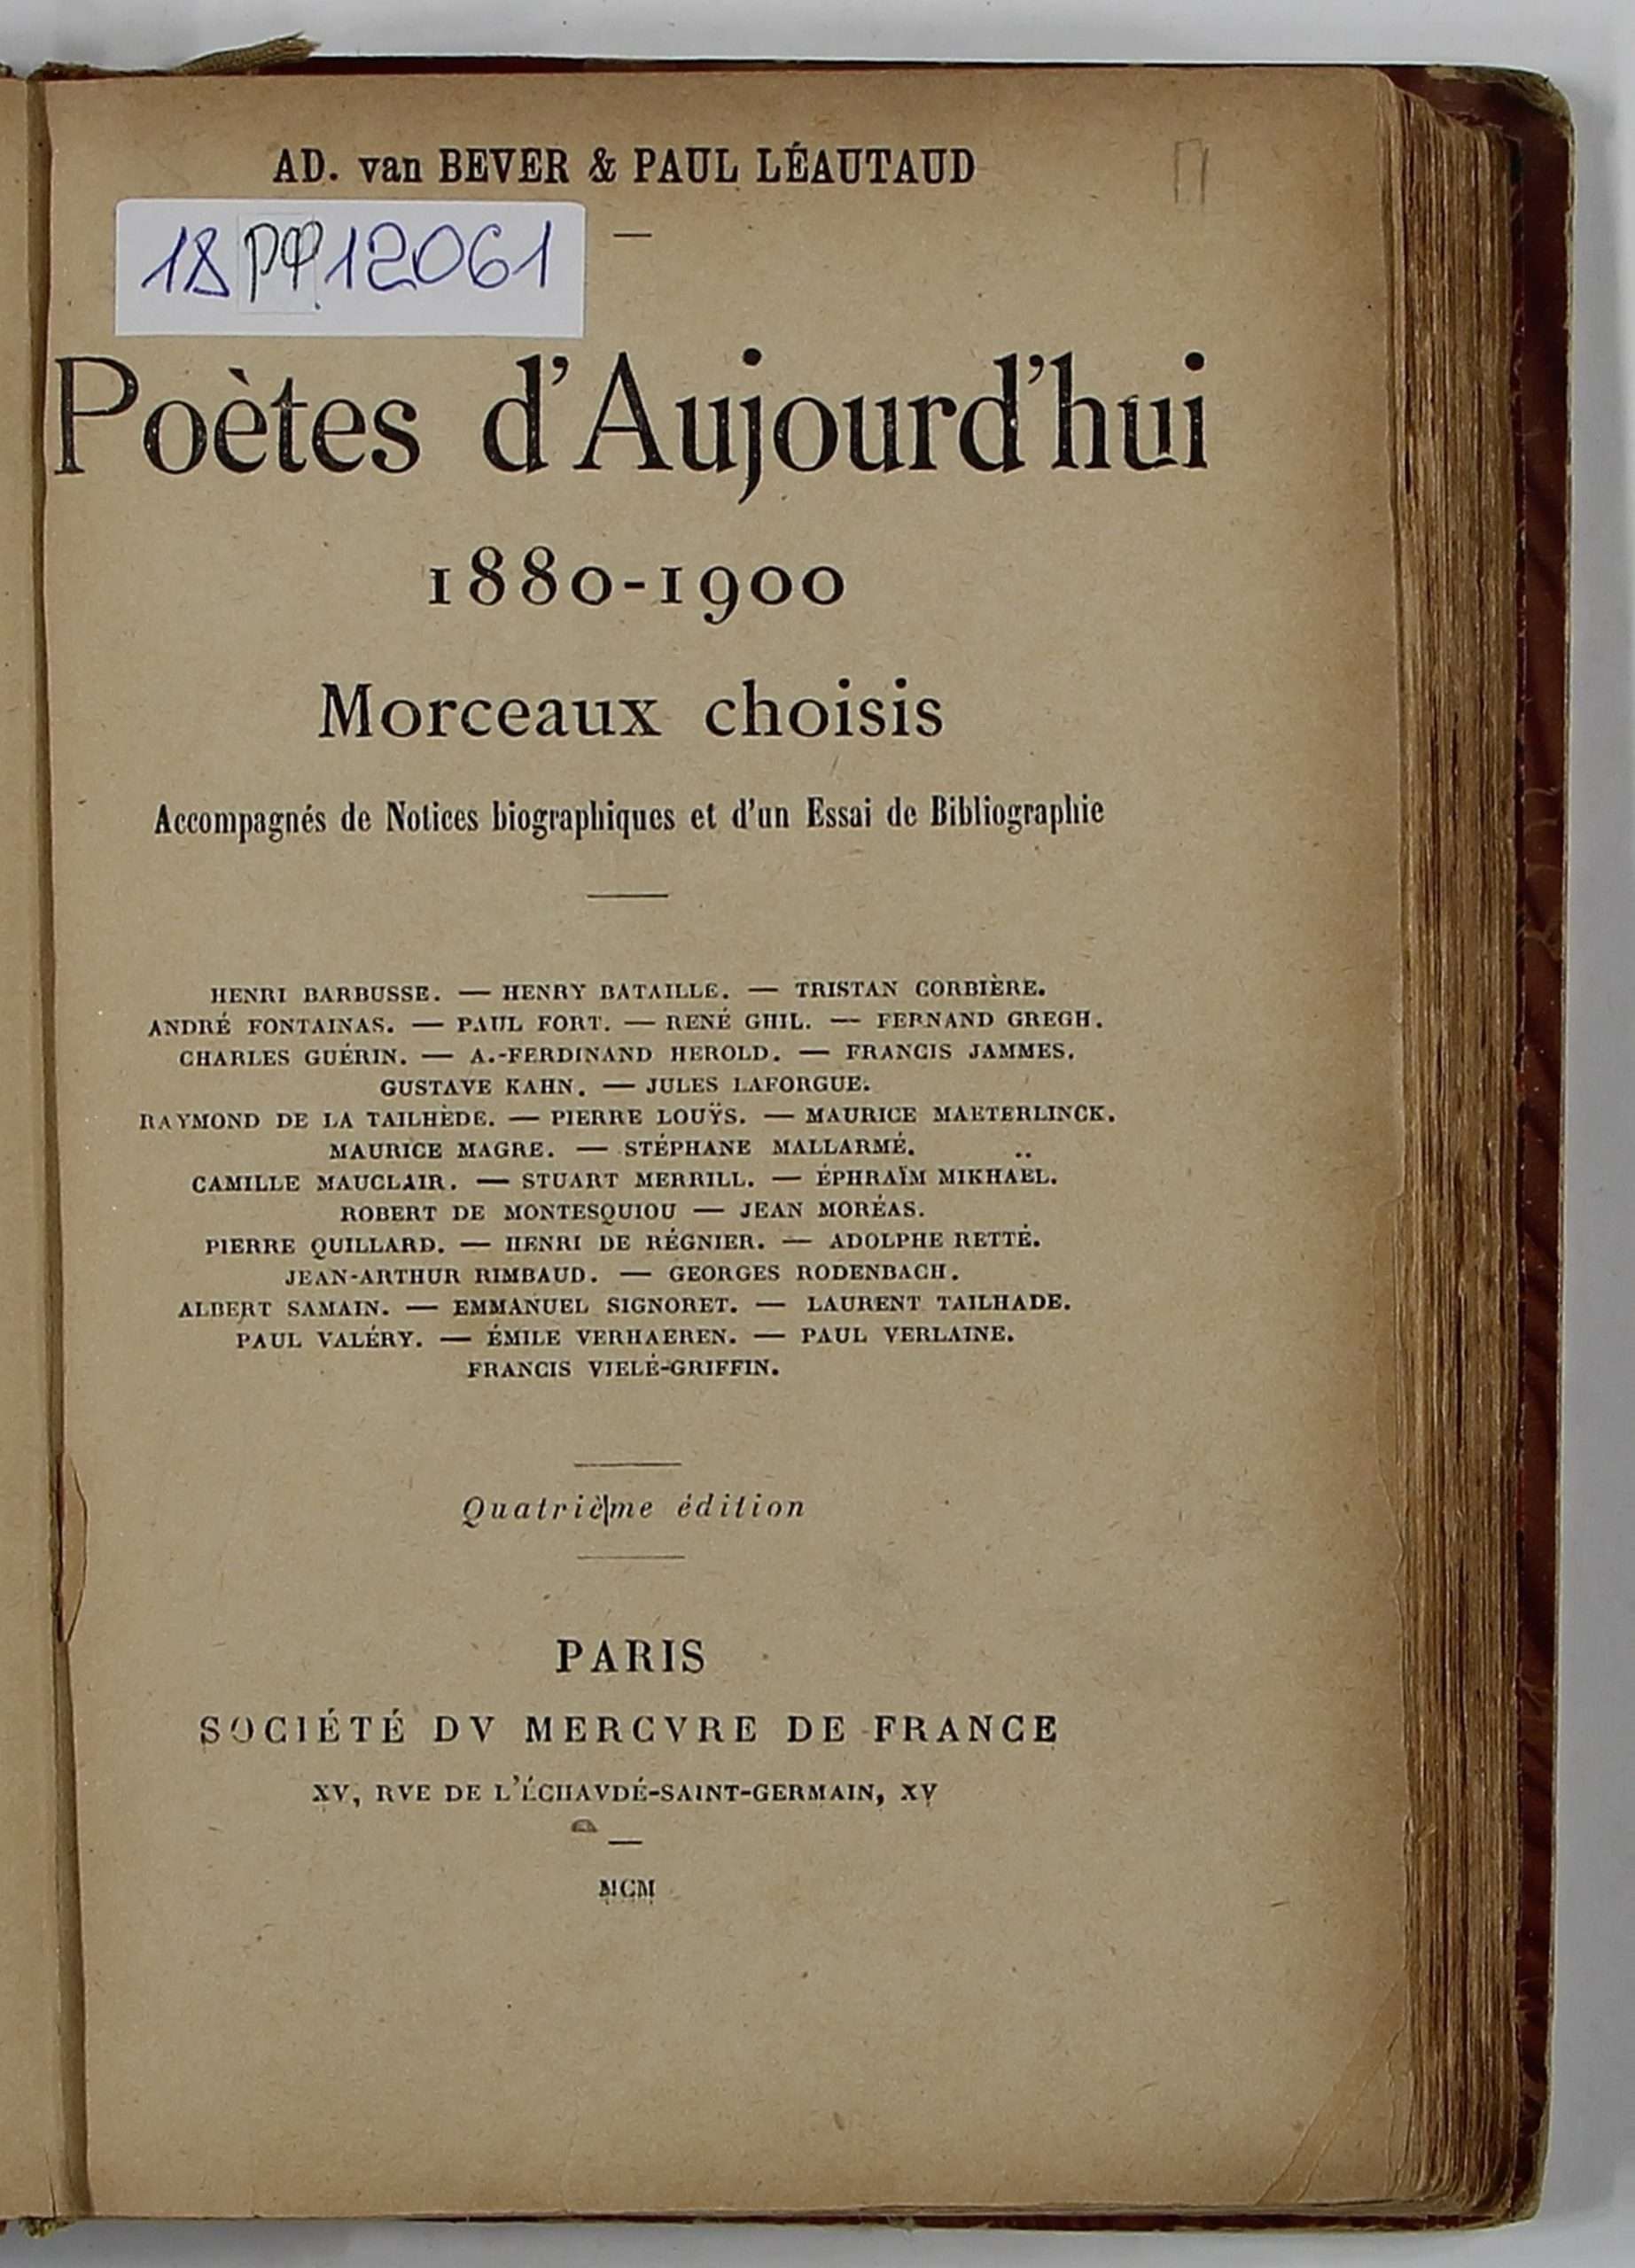 AD. van BEVER & PAUL LÉAUTAUD
18 РФ 12061
Poètes d'Aujourd'hui
1880-1900
Morceaux choisis
Accompagnés de Notices biographiques et d'un Essai de Bibliographie
HENRI BARBUSSE. — HENRY BATAILLE. — TRISTAN CORBIÈRE.
ANDRÉ FONTAINAS. — PAUL FORT. — RENÉ GHIL. — FERNAND GREGH.
CHARLES GUÉRIN. — A.-FERDINAND HEROLD. — FRANCIS JAMMES.
GUSTAVE KAHN. — JULES LAFORGUE.
RAYMOND DE LA TAILHÈDE. — PIERRE LOUŸS. — MAURICE MAETERLINCK.
MAURICE MAGRE. — STÉPHANE MALLARMÉ.
CAMILLE MAUCLAIR. — STUART MERRILL. — ÉPHRAÏM MIKHAËL.
ROBERT DE MONTESQUIOU — JEAN MORÉAS.
PIERRE QUILLARD. — HENRI DE RÉGNIER. — ADOLPHE RETTÉ.
JEAN-ARTHUR RIMBAUD. — GEORGES RODENBACH.
ALBERT SAMAIN. — EMMANUEL SIGNORET. — LAURENT TAILHADE.
PAUL VALÉRY. — ÉMILE VERHAEREN. — PAUL VERLAINE.
FRANCIS VIELÉ-GRIFFIN.
Quatrième édition
PARIS
SOCIÉTÉ DV MERCVRE DE FRANCE
XV, RVE DE L'ÉCHAVDÉ-SAINT-GERMAIN, XV
MCM